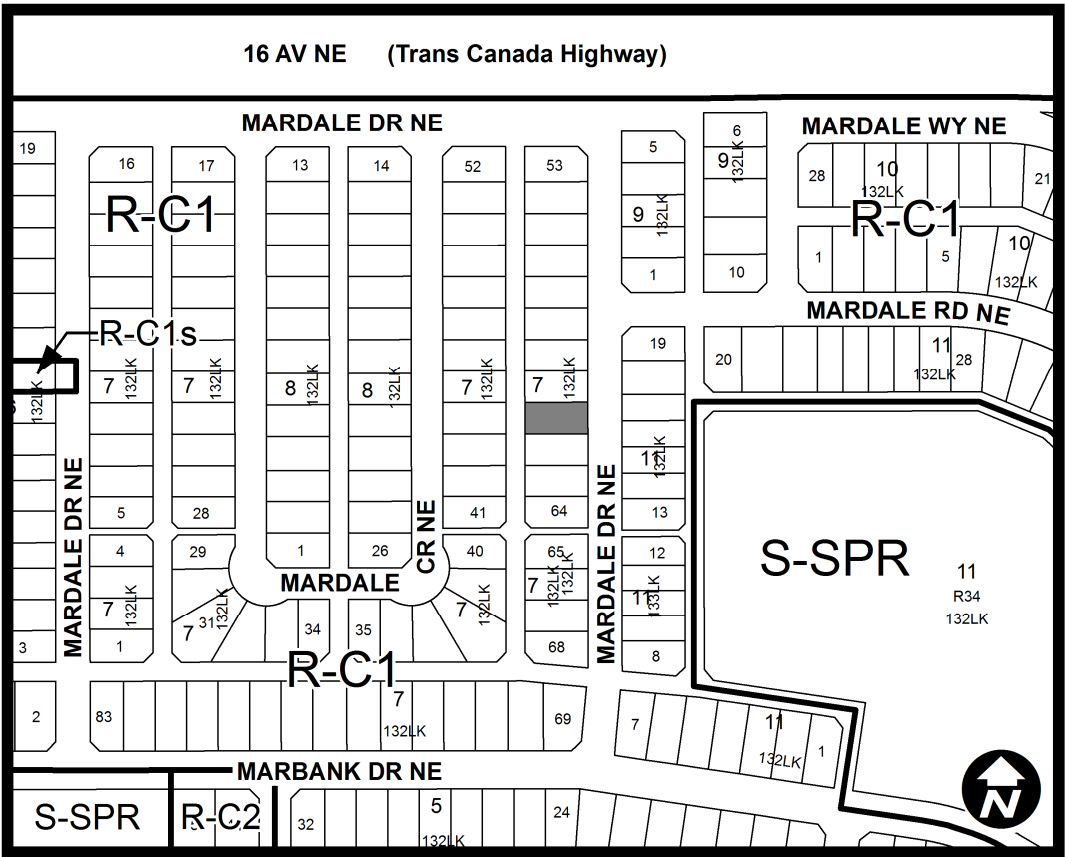 16 AV NE (Trans Canada Highway)
MARDALE DR NE
MARDALE WY NE
19
16
17
13
14
52
53
5
6
9
132LK
28
10
132LK
21
R-C1
9
132LK
R-C1
1
10
1
5
10
132LK
MARDALE RD NE
R-C1s
19
20
11
28
132LK
132LK
7
132LK
7
132LK
8
132LK
8
132LK
7
132LK
7
132LK
11
132LK
MARDALE DR NE
5
28
CR NE
41
64
MARDALE DR NE
13
4
29
1
26
40
65
12
S-SPR
MARDALE
7
132LK
31
132LK
7
7
132LK
7
132LK
132LK
11
133LK
11
R34
132LK
3
1
34
35
68
8
R-C1
2
83
7
132LK
69
7
11
132LK
1
MARBANK DR NE
S-SPR
R-C2
32
5
132LK
24
N